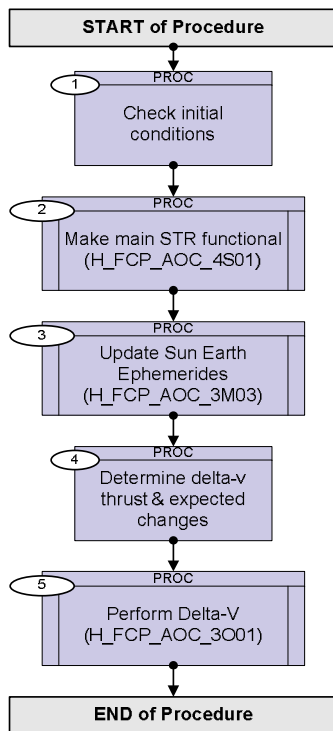 START of Procedure
PROC
1
Check initial
conditions
PROC
2
Make main STR functional
(H_FCP_AOC_4S01)
PROC
3
Update Sun Earth
Ephemerides
(H_FCP_AOC_3M03)
PROC
4
Determine delta-v
thrust & expected
changes
PROC
5
Perform Delta-V
(H_FCP_AOC_3O01)
END of Procedure